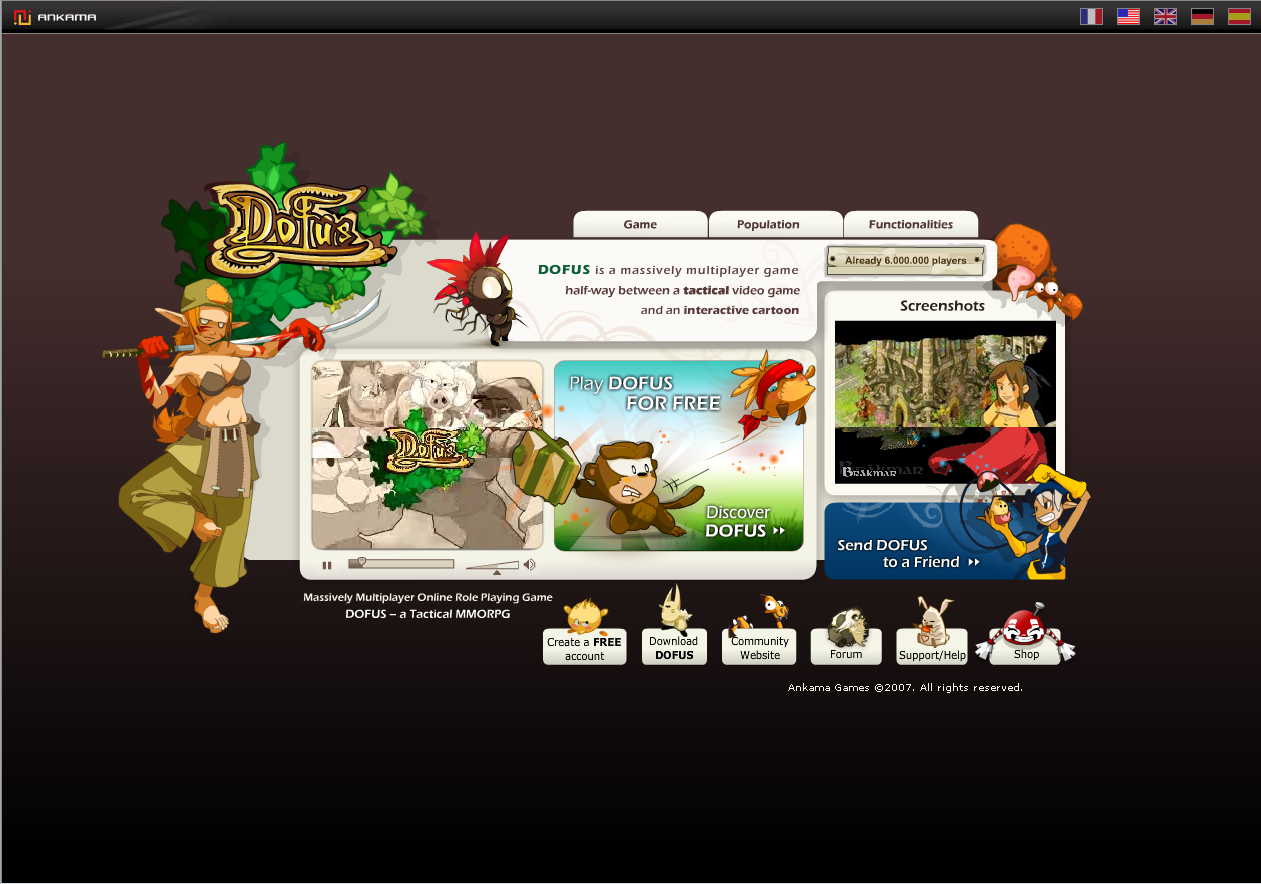 ANKAMA
DOFUS
Game
Population
Functionalities
DOFUS is a massively multiplayer game
half-way between a tactical video game
and an interactive cartoon
Already 6.000.000 players
Screenshots
Play DOFUS
FOR FREE
DOFUS
Discover
DOFUS
BRÂKMAR
BRÂKMAR
Send DOFUS
to a Friend
Massively Multiplayer Online Role Playing Game
DOFUS – a Tactical MMORPG
Create a FREE
account
Download
DOFUS
Community
Website
Forum
Support/Help
Shop
Ankama Games ©2007. All rights reserved.